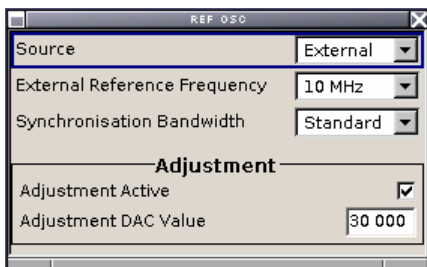 REF OSC
Source External
External Reference Frequency 10 MHz
Synchronisation Bandwidth Standard
Adjustment
Adjustment Active
Adjustment DAC Value 30 000